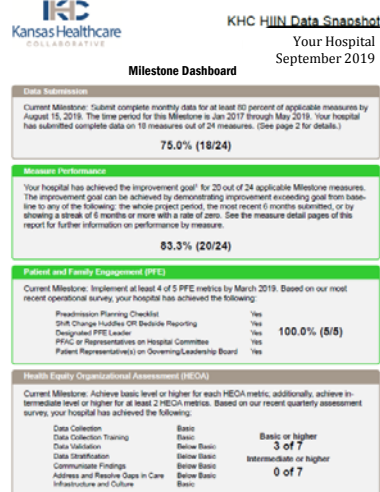 KHC
Kansas Healthcare
COLLABORATIVE
KHC HIIN Data Snapshot
Your Hospital
September 2019
Milestone Dashboard
Data Submission
Current Milestone: Submit complete monthly data for at least 80 percent of applicable measures by
August 15, 2019. The time period for this Milestone is Jan 2017 through May 2019. Your hospital
has submitted complete data on 18 measures out of 24 measures. (See page 2 for details.)
75.0% (18/24)
Measure Performance
Your hospital has achieved the improvement goal¹ for 20 out of 24 applicable Milestone measures.
The improvement goal can be achieved by demonstrating improvement exceeding goal from base-
line to any of the following: the whole project period, the most recent 6 months submitted, or by
showing a streak of 6 months or more with a rate of zero. See the measure detail pages of this
report for further information on performance by measure.
83.3% (20/24)
Patient and Family Engagement (PFE)
Current Milestone: Implement at least 4 of 5 PFE metrics by March 2019. Based on our most
recent operational survey, your hospital has achieved the following:
Preadmission Planning Checklist Yes
Shift Change Huddles OR Bedside Reporting Yes
Designated PFE Leader Yes 100.0% (5/5)
PFAC or Representatives on Hospital Committee Yes
Patient Representative(s) on Governing/Leadership Board Yes
Health Equity Organizational Assessment (HEOA)
Current Milestone: Achieve basic level or higher for each HEOA metric; additionally, achieve in-
termediate level or higher for at least 2 HEOA metrics. Based on our recent quarterly assessment
survey, your hospital has achieved the following:
Data Collection Basic
Data Collection Training Basic Basic or higher
Data Validation Below Basic 3 of 7
Data Stratification Below Basic
Communicate Findings Below Basic Intermediate or higher
Address and Resolve Gaps in Care Below Basic 0 of 7
Infrastructure and Culture Basic